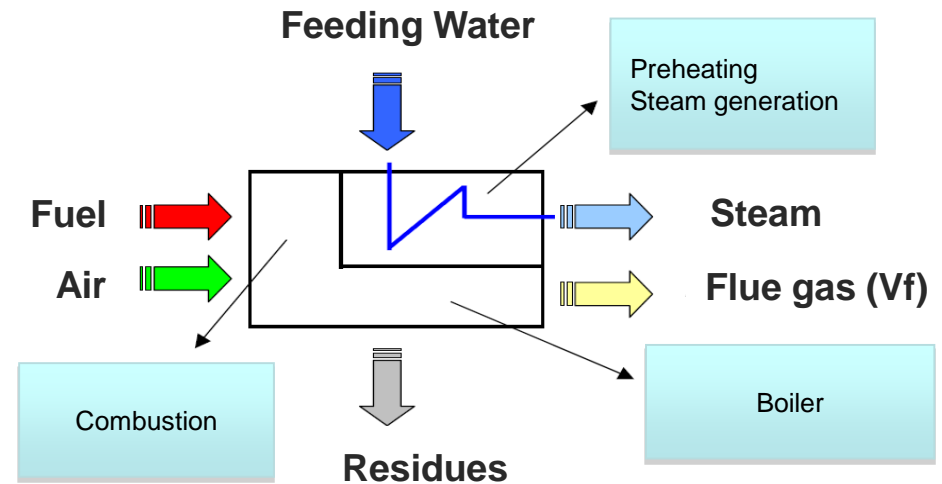 Feeding Water
Preheating
Steam generation
Fuel
Steam
Air
Flue gas (Vf)
Combustion
Boiler
Residues